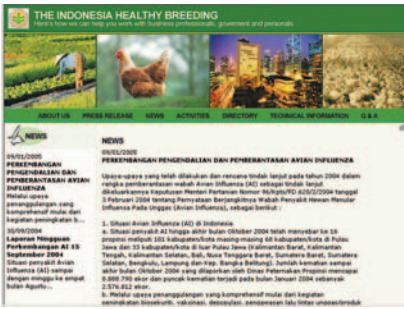 THE INDONESIA HEALTHY BREEDING
Here's how we can help you work with business professionals, goverment and personals
ABOUT US PRESS RELEASE NEWS ACTIVITIES DIRECTORY TECHNICAL INFORMATION Q & A
NEWS
09/01/2005
PERKEMBANGAN
PENGENDALIAN DAN
PEMBERANTASAN AVIAN
INFLUENZA
Melalui upaya
penanggulangan yang
komprehensif mulai dari
kegiatan peningkatan b...
30/09/2004
Laporan Mingguan
Perkembangan AI 15
September 2004
Situasi penyakit Avian
Influenza (AI) sampai
dengan minggu ke empat
bulan Agustu...
NEWS
09/01/2005
PERKEMBANGAN PENGENDALIAN DAN PEMBERANTASAN AVIAN INFLUENZA
Upaya-upaya yang telah dilakukan dan rencana tindak lanjut pada tahun 2004 dalam
rangka pemberantasan wabah Avian Influenza (AI) sebagai tindak lanjut
dikeluarkannya Keputusan Menteri Pertanian Nomor 96/Kpts/PD.620/2/2004 tanggal
3 Februari 2004 tentang Pernyataan Berjangkitnya Wabah Penyakit Hewan Menular
Influenza Pada Unggas (Avian Influenza), sebagai berikut :
1. Situasi Avian Influenza (AI) di Indonesia
a. Situasi penyakit AI hingga akhir bulan Oktober 2004 telah menyebar ke 16
propinsi meliputi 101 kabupaten/kota masing-masing 68 kabupaten/kota di Pulau
Jawa dan 33 kabupaten/kota di luar Pulau Jawa (Kalimantan Barat, Kalimantan
Tengah, Kalimantan Selatan, Bali, Nusa Tenggara Barat, Sumatera Barat, Sumatera
Selatan, Bengkulu, Lampung dan Kep. Bangka Belitung). Jumlah kematian sampai
akhir bulan Oktober 2004 yang dilaporkan oleh Dinas Peternakan Propinsi mencapai
ekor dan puncak kematian terjadi pada bulan Januari 2004 sebanyak
2.576.812 ekor.
b. Melalui upaya penanggulangan yang komprehensif mulai dari kegiatan
peningkatan biosekuriti, vaksinasi, depopulasi, pengawasan lalu lintas unggas/produk